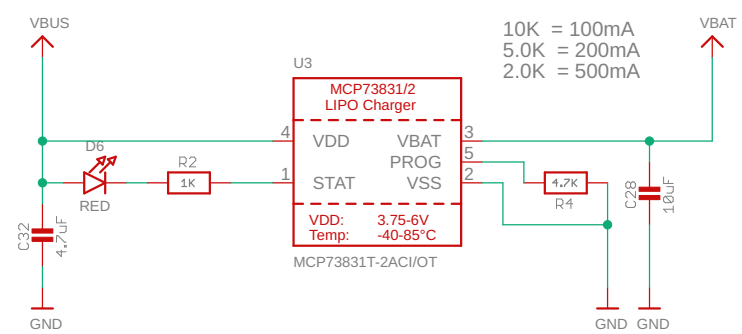 VBUS
VBAT
10K = 100mA
5.0K = 200mA
2.0K = 500mA
U3
MCP73831/2
LIPO Charger
4
VDD
VBAT
3
D6
R2
PROG
5
1K
1
STAT
VSS
2
4.7K
RED
R4
C28
10uF
C32
4.7uF
VDD: 3.75-6V
Temp: -40-85°C
MCP73831T-2ACI/OT
GND
GND
GND